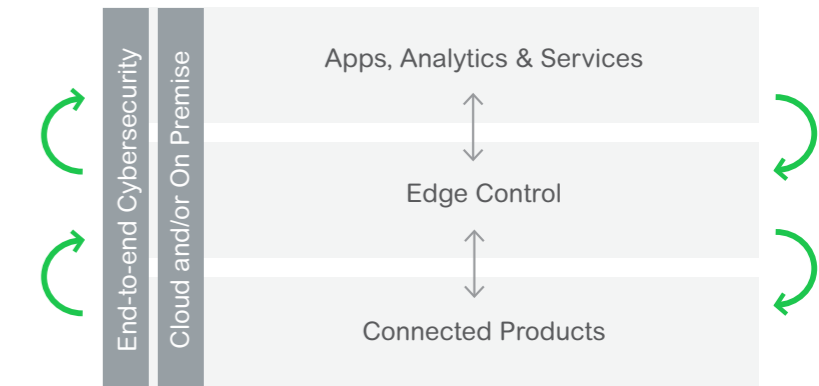 End-to-end Cybersecurity
Cloud and/or On Premise
Apps, Analytics & Services
Edge Control
Connected Products